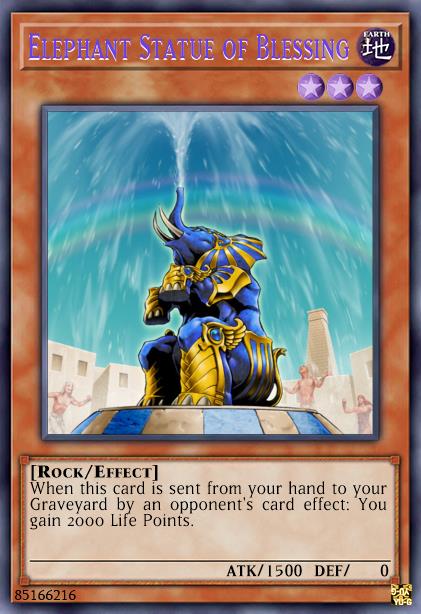 ELEPHANT STATUE OF BLESSING
EARTH
地
[ROCK/EFFECT]
When this card is sent from your hand to your
Graveyard by an opponent's card effect: You
gain 2000 Life Points.
ATK/1500 DEF/ 0
85166216